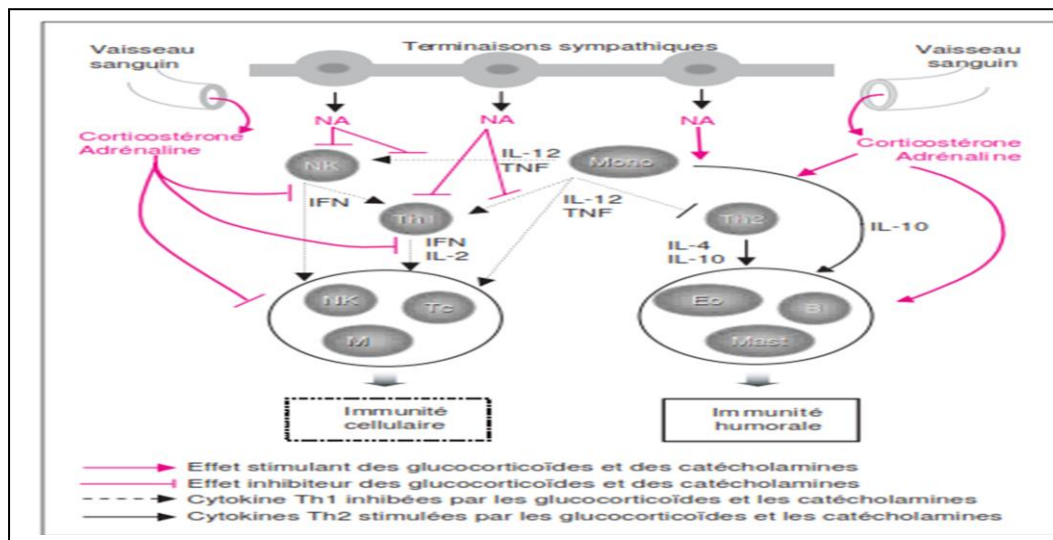 Vaisseau
sanguin
Terminaisons sympathiques
Vaisseau
sanguin
NA
NA
NA
Corticostérone
Adrénaline
Corticostérone
Adrénaline
NK
IL-12
TNF
Mono
IFN
Th1
IL-12
TNF
Th2
IL-10
IFN
IL-2
IL-4
IL-10
NK
Tc
M
Eo
B
Mast
Immunité
cellulaire
Immunité
humorale
Effet stimulant des glucocorticoïdes et des catécholamines
Effet inhibiteur des glucocorticoïdes et des catécholamines
Cytokine Th1 inhibées par les glucocorticoïdes et les catécholamines
Cytokines Th2 stimulées par les glucocorticoïdes et les catécholamines